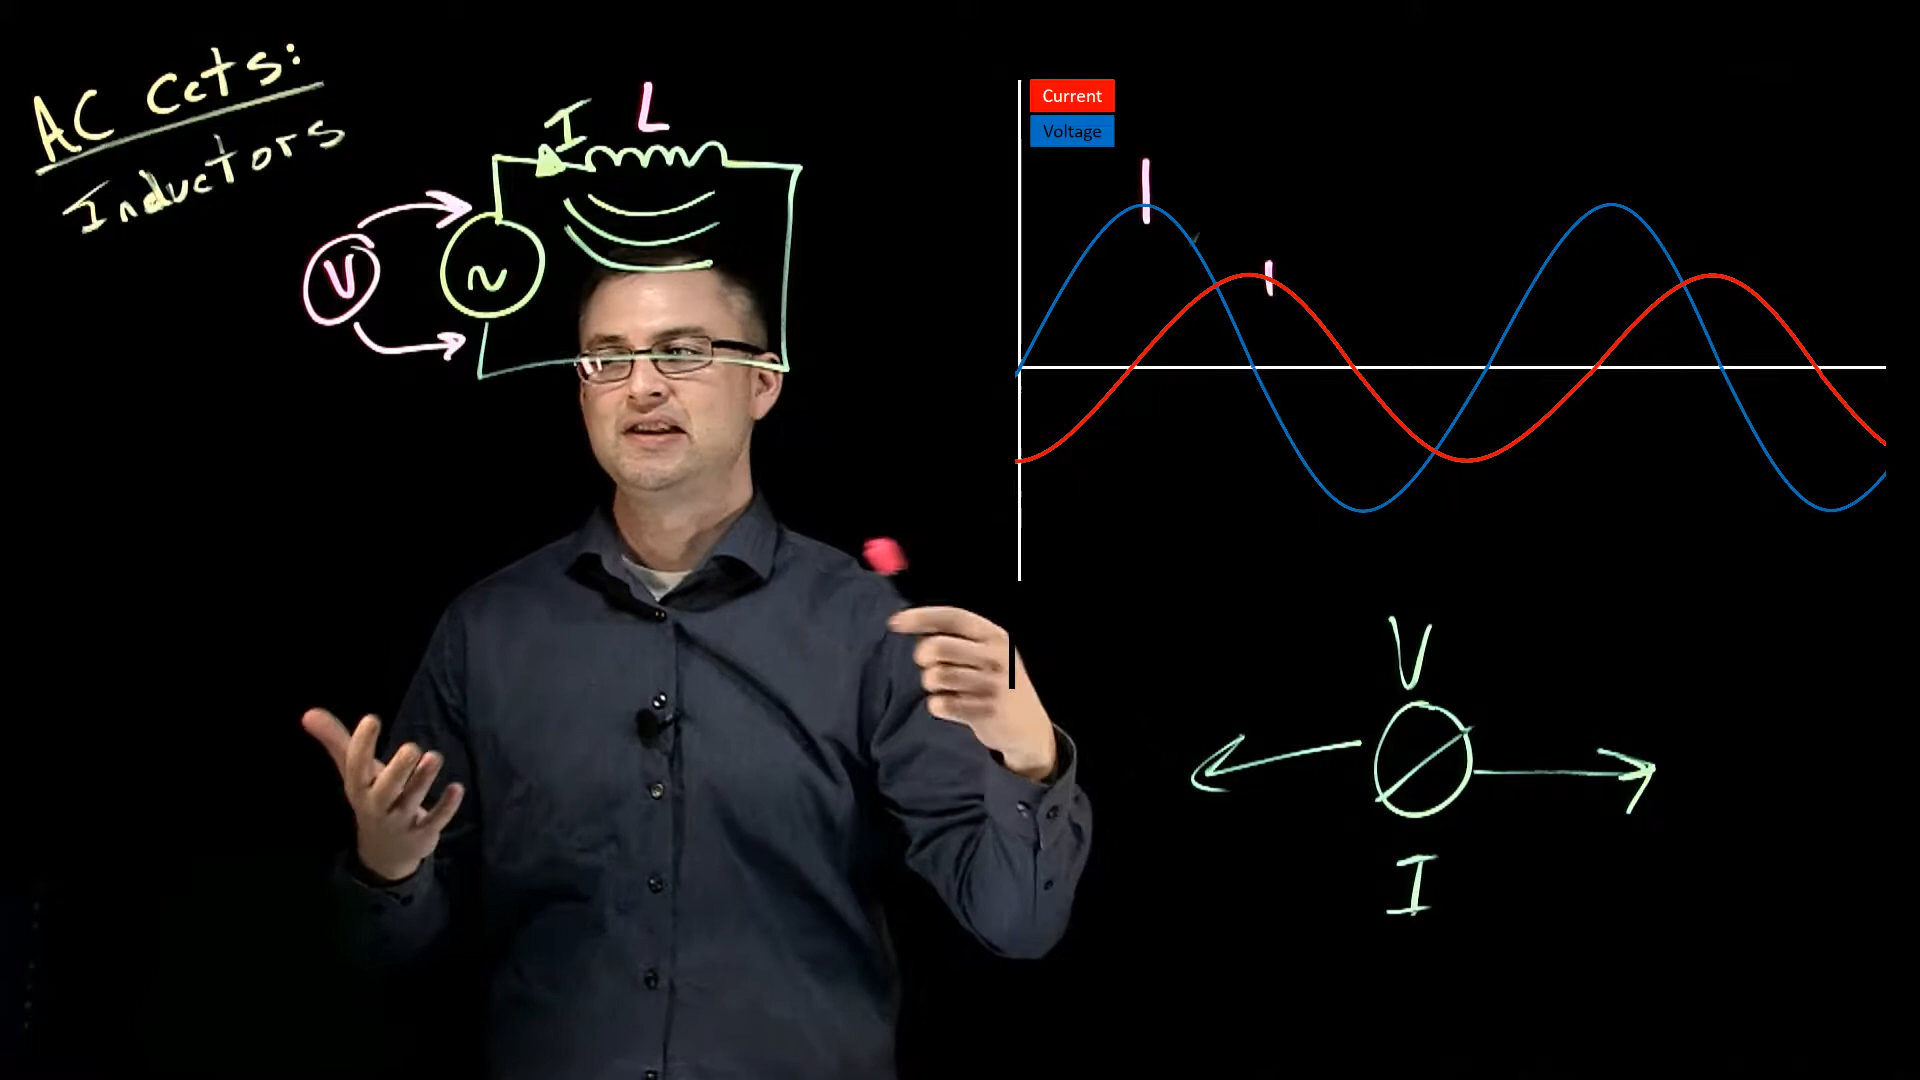 AC Ccts:
Inductors
I
L
V
~
Current
Voltage
V
I